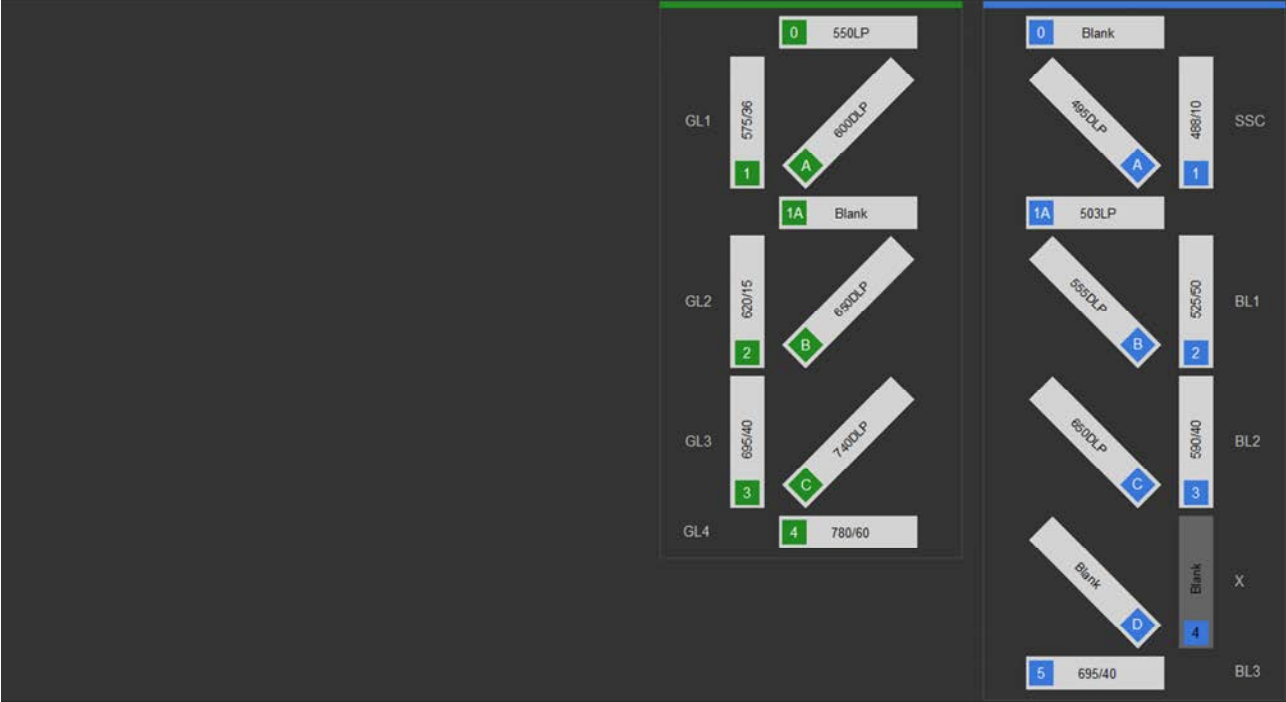 0 550LP
GL1 575/36 1
600DLP A
1A Blank
GL2 620/15 2
650DLP B
GL3 695/40 3
740DLP C
GL4 4 780/60
0 Blank
495DLP A
488/10 1 SSC
1A 503LP
555DLP B
525/50 2 BL1
650DLP C
590/40 3 BL2
Blank D
Blank 4 X
5 695/40 BL3